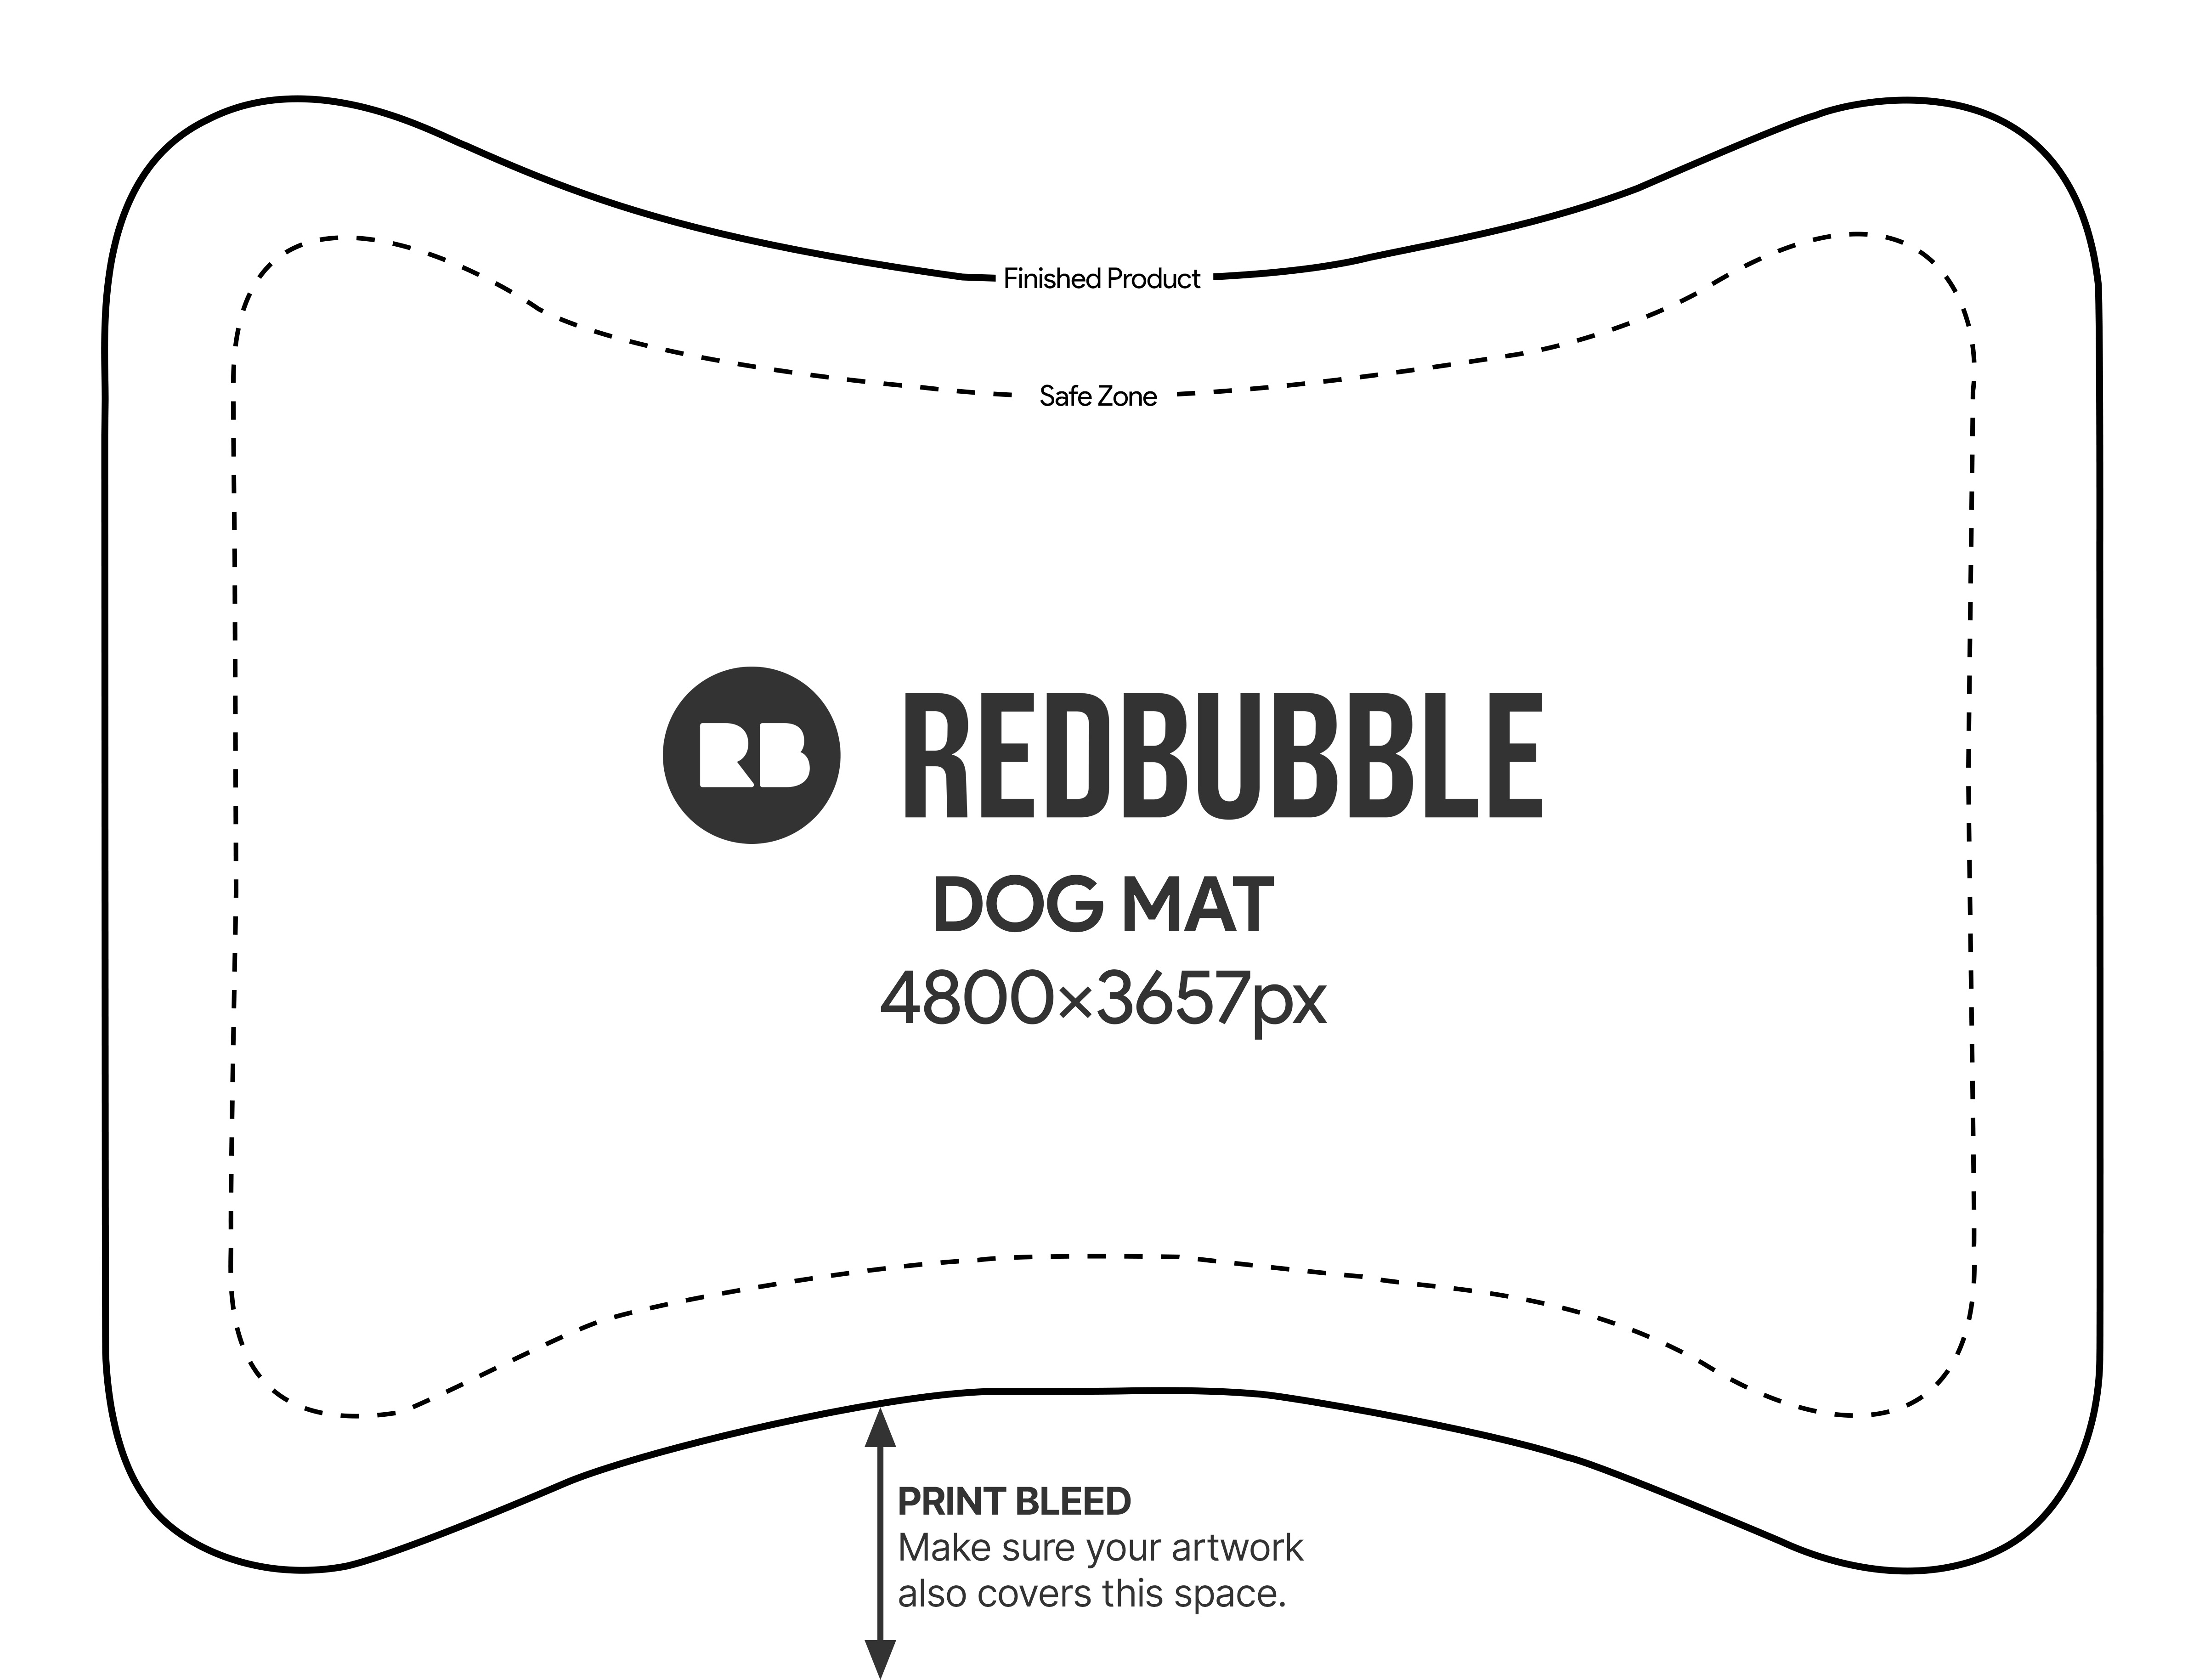 Finished Product
Safe Zone
RB REDBUBBLE
DOG MAT
4800×3657px
PRINT BLEED
Make sure your artwork
also covers this space.